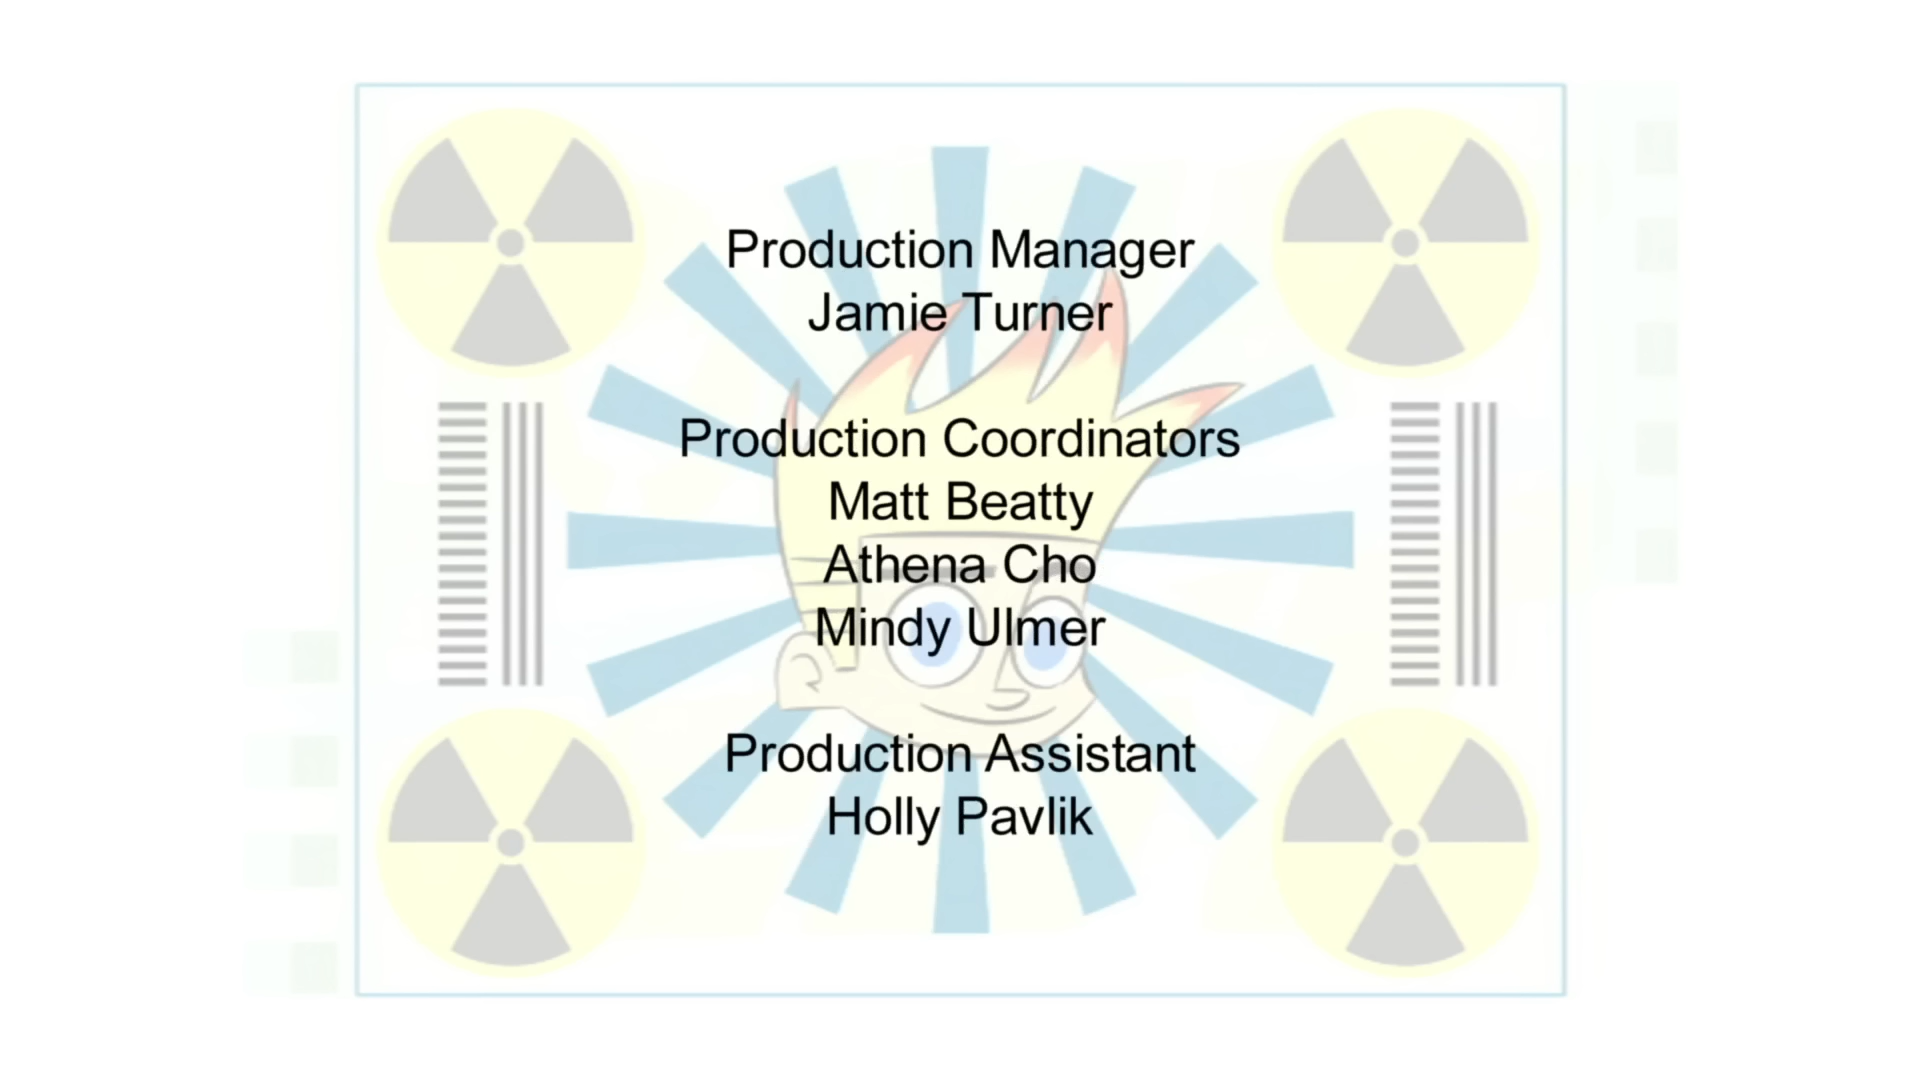 Production Manager
Jamie Turner
Production Coordinators
Matt Beatty
Athena Cho
Mindy Ulmer
Production Assistant
Holly Pavlik